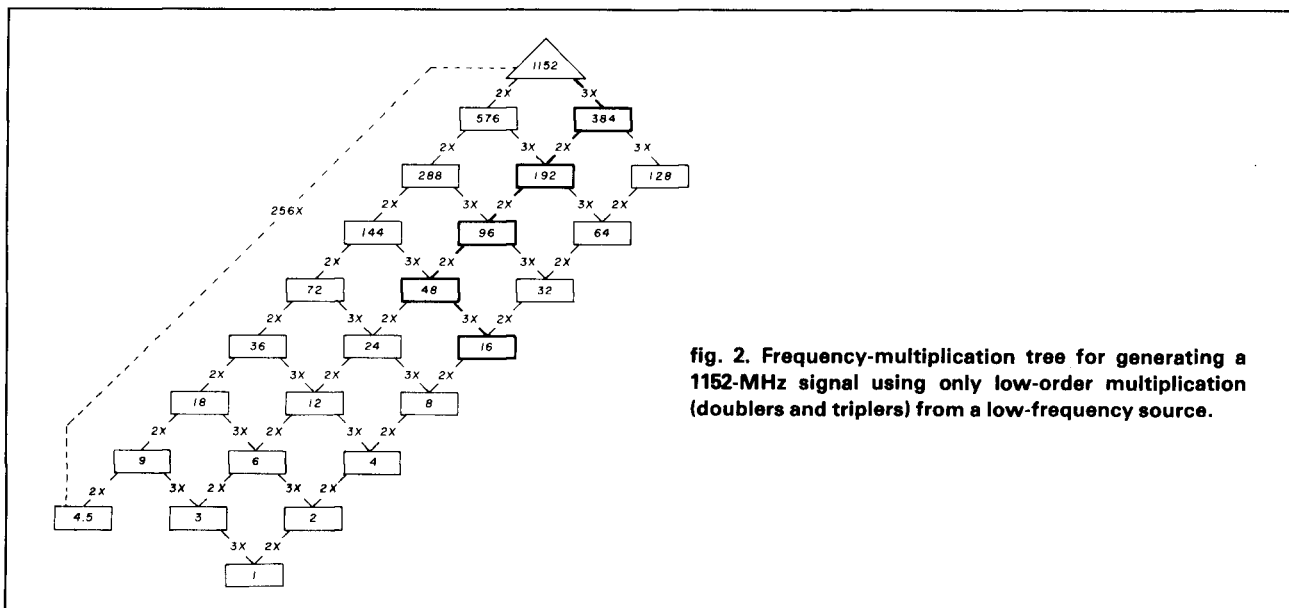 1152
2X 3X
576 384
2X 3X 2X 3X
288 192 128
256X
2X 3X 2X 3X 2X
144 96 64
2X 3X 2X 3X 2X
72 48 32
2X 3X 2X 3X 2X
36 24 16
2X 3X 2X 3X 2X
18 12 8
2X 3X 2X 3X 2X
9 6 4
2X 3X 2X 3X 2X
4.5 3 2
3X 2X
1
fig. 2. Frequency-multiplication tree for generating a
1152-MHz signal using only low-order multiplication
(doublers and triplers) from a low-frequency source.